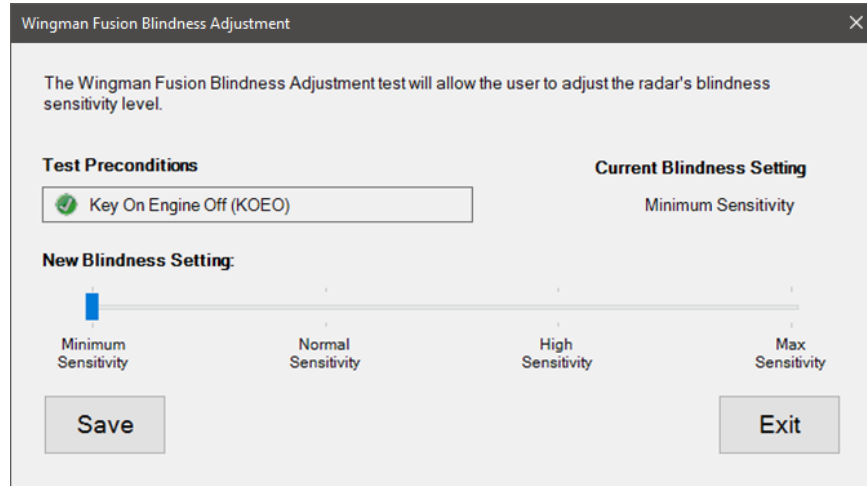 Wingman Fusion Blindness Adjustment
The Wingman Fusion Blindness Adjustment test will allow the user to adjust the radar's blindness
sensitivity level.
Test Preconditions
Current Blindness Setting
Key On Engine Off (KOEO)
Minimum Sensitivity
New Blindness Setting:
Minimum
Sensitivity
Normal
Sensitivity
High
Sensitivity
Max
Sensitivity
Save
Exit